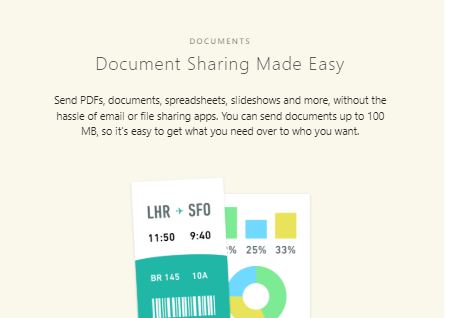 DOCUMENTS
Document Sharing Made Easy
Send PDFs, documents, spreadsheets, slideshows and more, without the
hassle of email or file sharing apps. You can send documents up to 100
MB, so it's easy to get what you need over to who you want.
LHR SFO
11:50 9:40
% 25% 33%
BR 145 10A